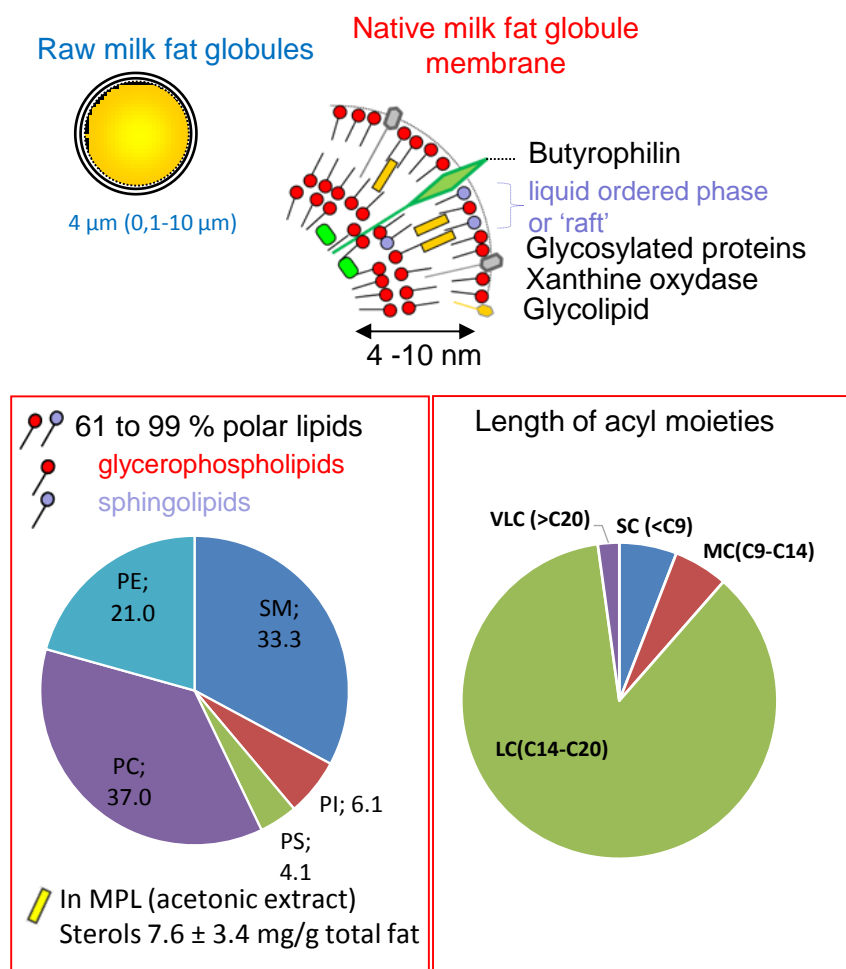 Raw milk fat globules
Native milk fat globule
membrane
4 µm (0,1-10 µm)
Butyrophilin
liquid ordered phase
or ‘raft’
Glycosylated proteins
Xanthine oxydase
Glycolipid
4 -10 nm
61 to 99 % polar lipids
glycerophospholipids
sphingolipids
PE;
21.0
SM;
33.3
PC;
37.0
PI; 6.1
PS;
4.1
In MPL (acetonic extract)
Sterols 7.6 ± 3.4 mg/g total fat
Length of acyl moieties
VLC (>C20)
SC (<C9)
MC(C9-C14)
LC(C14-C20)